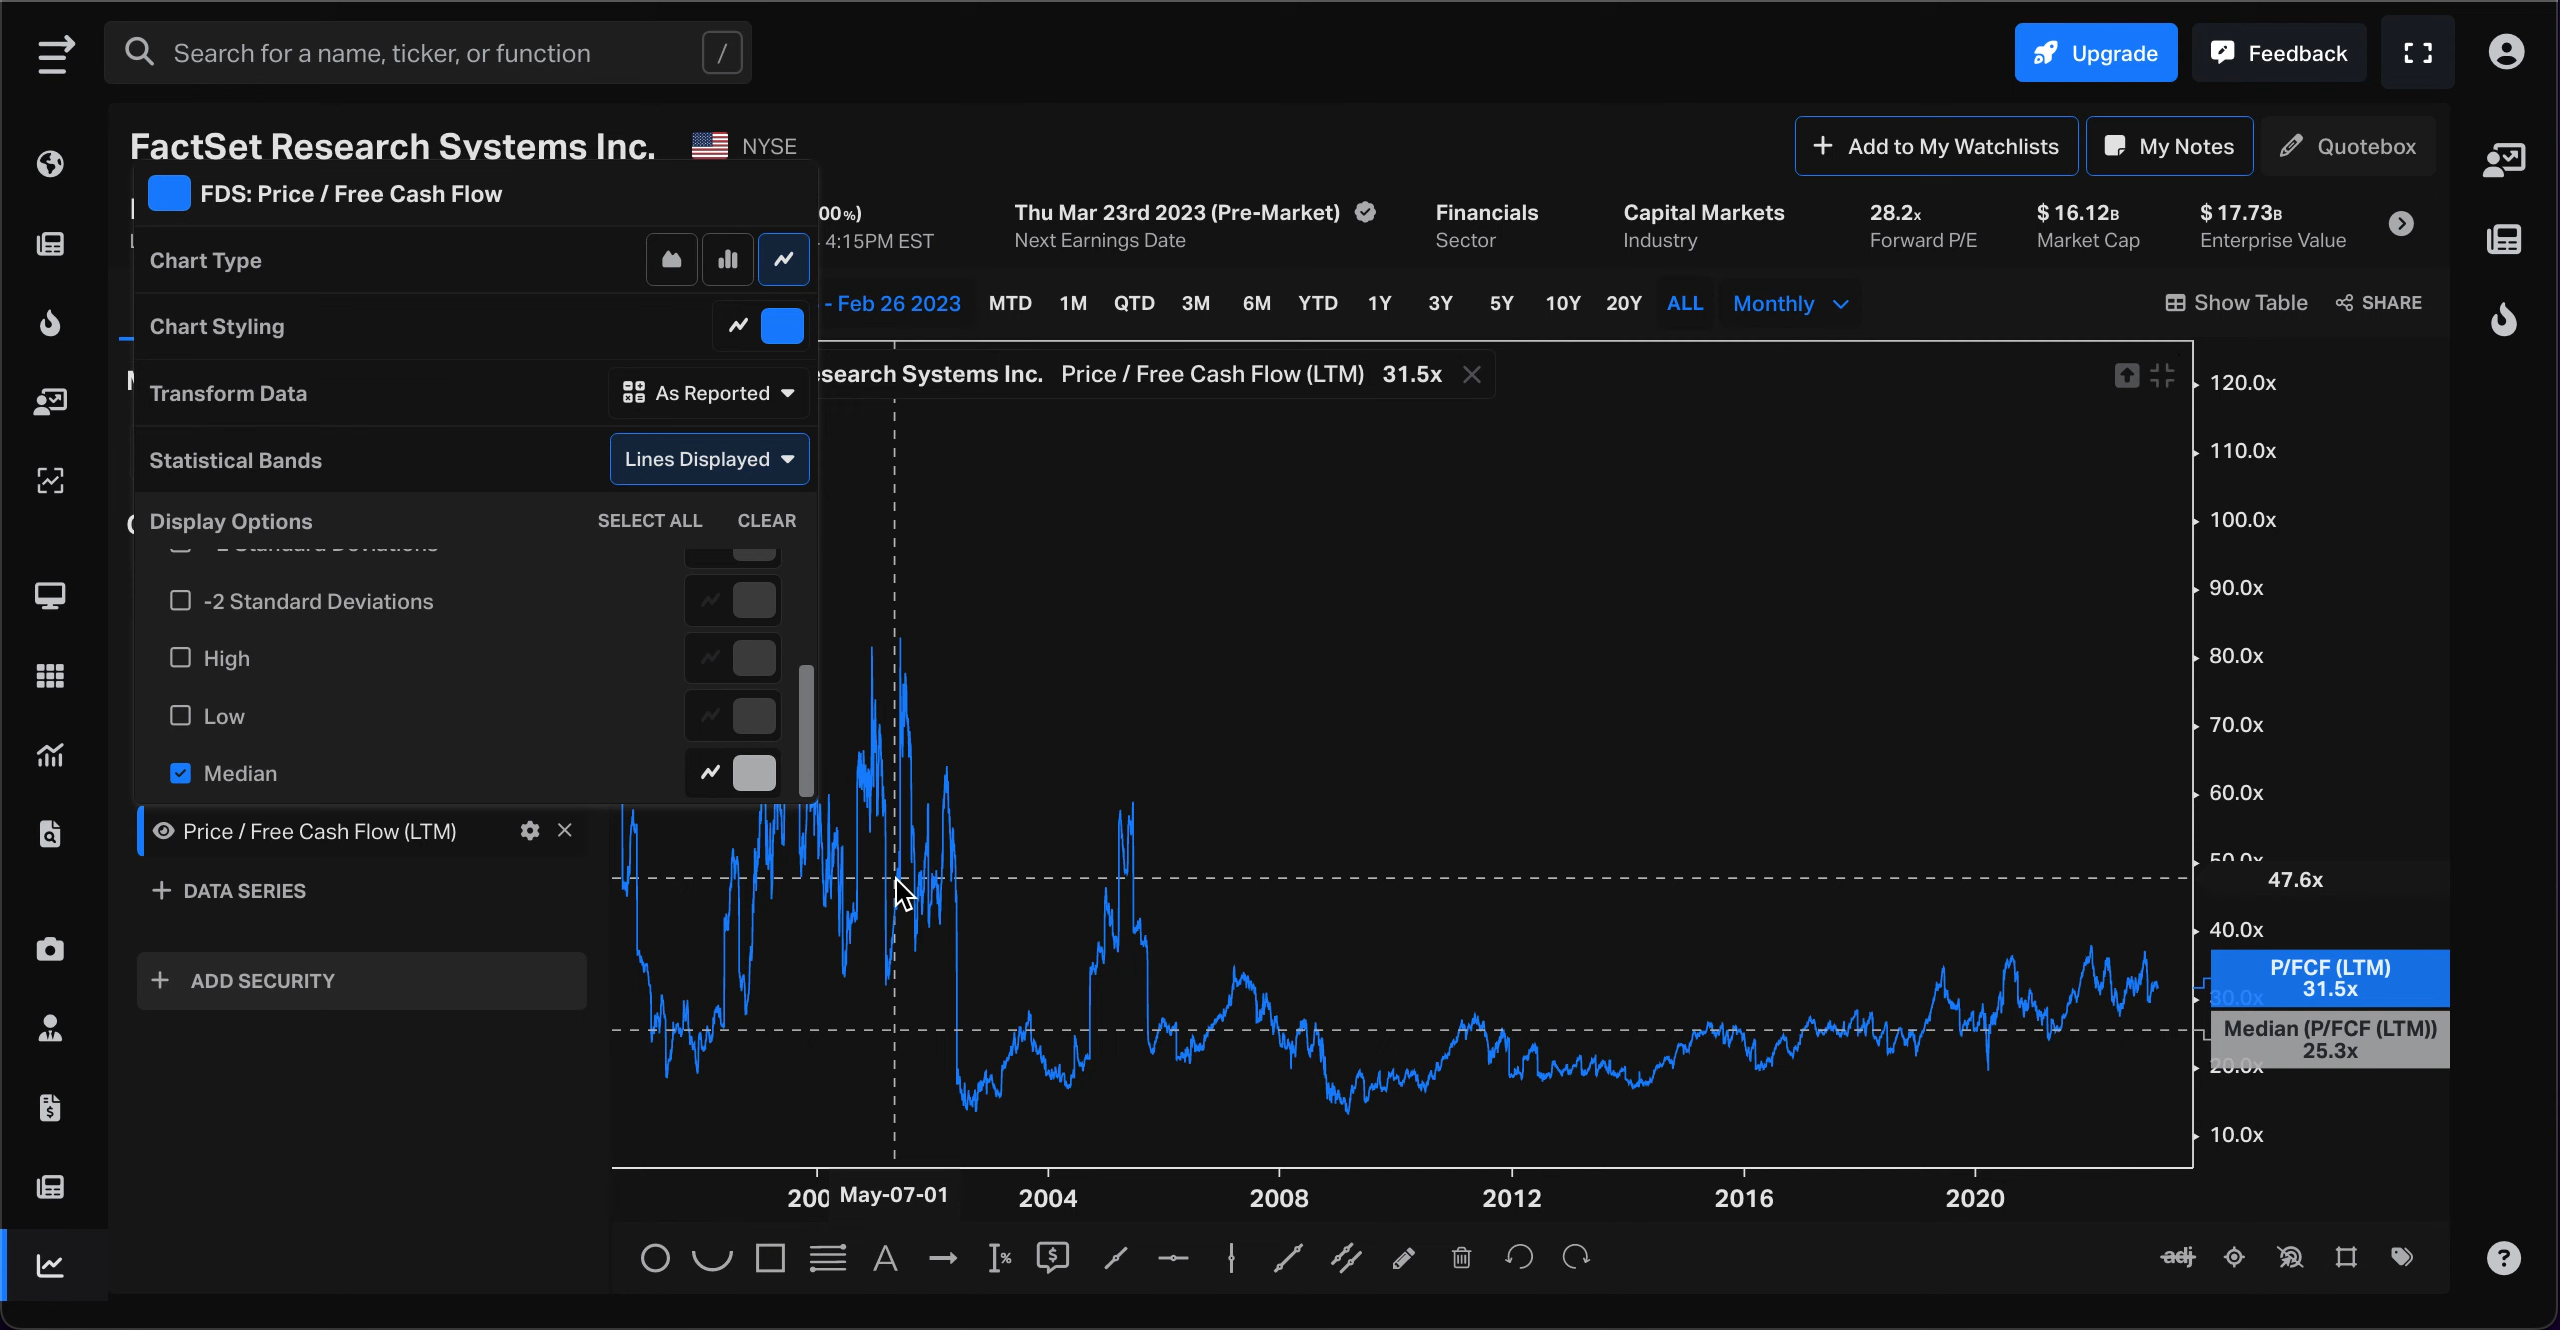 Search for a name, ticker, or function
/
Upgrade
Feedback
FactSet Research Systems Inc.
NYSE
+ Add to My Watchlists
My Notes
Quotebox
FDS: Price / Free Cash Flow
00%)
4:15PM EST
Thu Mar 23rd 2023 (Pre-Market)
Next Earnings Date
Financials
Sector
Capital Markets
Industry
28.2x
Forward P/E
$ 16.12B
Market Cap
$ 17.73B
Enterprise Value
Chart Type
Chart Styling
- Feb 26 2023
MTD
1M
QTD
3M
6M
YTD
1Y
3Y
5Y
10Y
20Y
ALL
Monthly
Show Table
SHARE
Transform Data
As Reported
search Systems Inc. Price / Free Cash Flow (LTM) 31.5x
Statistical Bands
Lines Displayed
Display Options
SELECT ALL
CLEAR
-2 Standard Deviations
High
Low
Median
Price / Free Cash Flow (LTM)
+ DATA SERIES
+ ADD SECURITY
120.0x
110.0x
100.0x
90.0x
80.0x
70.0x
60.0x
50.0x
47.6x
40.0x
P/FCF (LTM)
31.5x
30.0x
Median (P/FCF (LTM))
25.3x
20.0x
10.0x
200
May-07-01
2004
2008
2012
2016
2020
A
%
$
adj
?